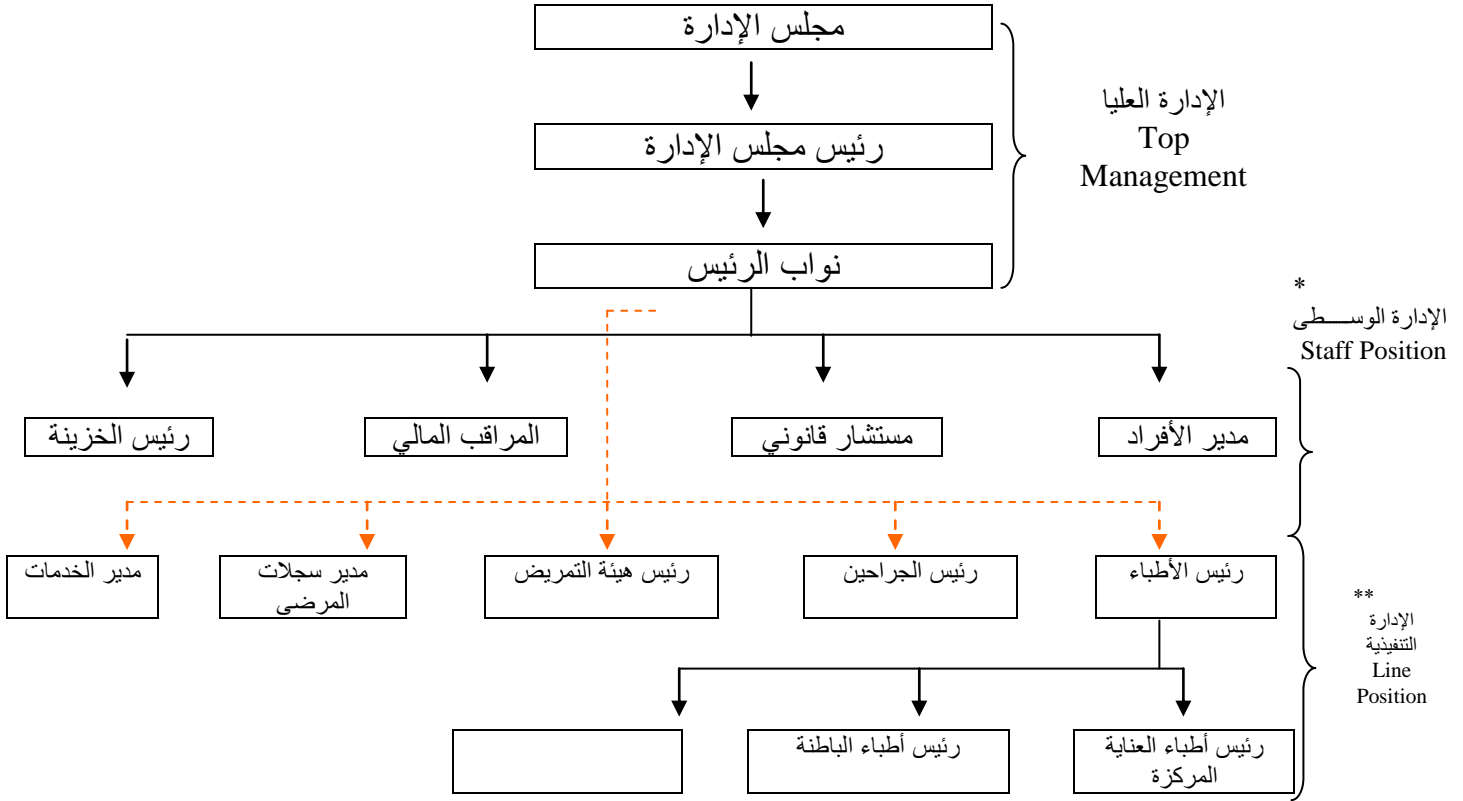 مجلس الإدارة
الإدارة العليا
Top
Management
رئيس مجلس الإدارة
نواب الرئيس
*
الإدارة الوســـــطى
Staff Position
مدير الأفراد
مستشار قانوني
المراقب المالي
رئيس الخزينة
رئيس الأطباء
رئيس الجراحين
رئيس هيئة التمريض
مدير سجلات
المرضى
مدير الخدمات
**
الإدارة
التنفيذية
Line
Position
رئيس أطباء العناية
المركزة
رئيس أطباء الباطنة